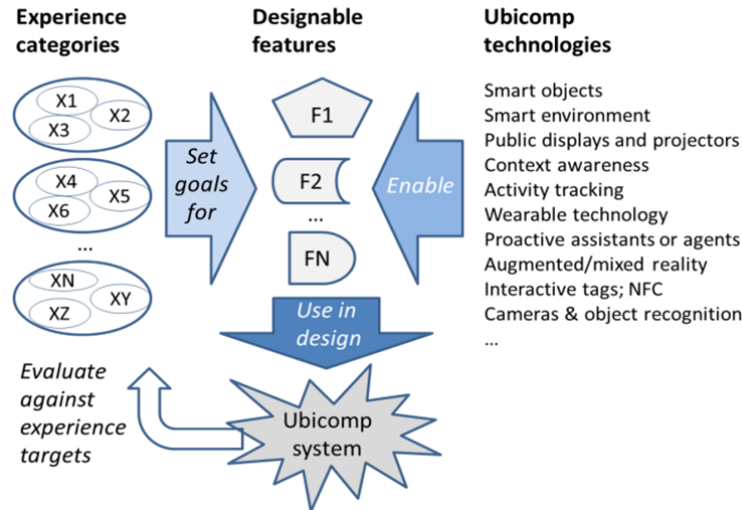 Experience
categories
Designable
features
Ubicomp
technologies
X1
X2
X3
X4
X5
X6
...
XN
XY
XZ
Set
goals
for
F1
F2
...
FN
Enable
Smart objects
Smart environment
Public displays and projectors
Context awareness
Activity tracking
Wearable technology
Proactive assistants or agents
Augmented/mixed reality
Interactive tags; NFC
Cameras & object recognition
...
Use in
design
Evaluate
against
experience
targets
Ubicomp
system